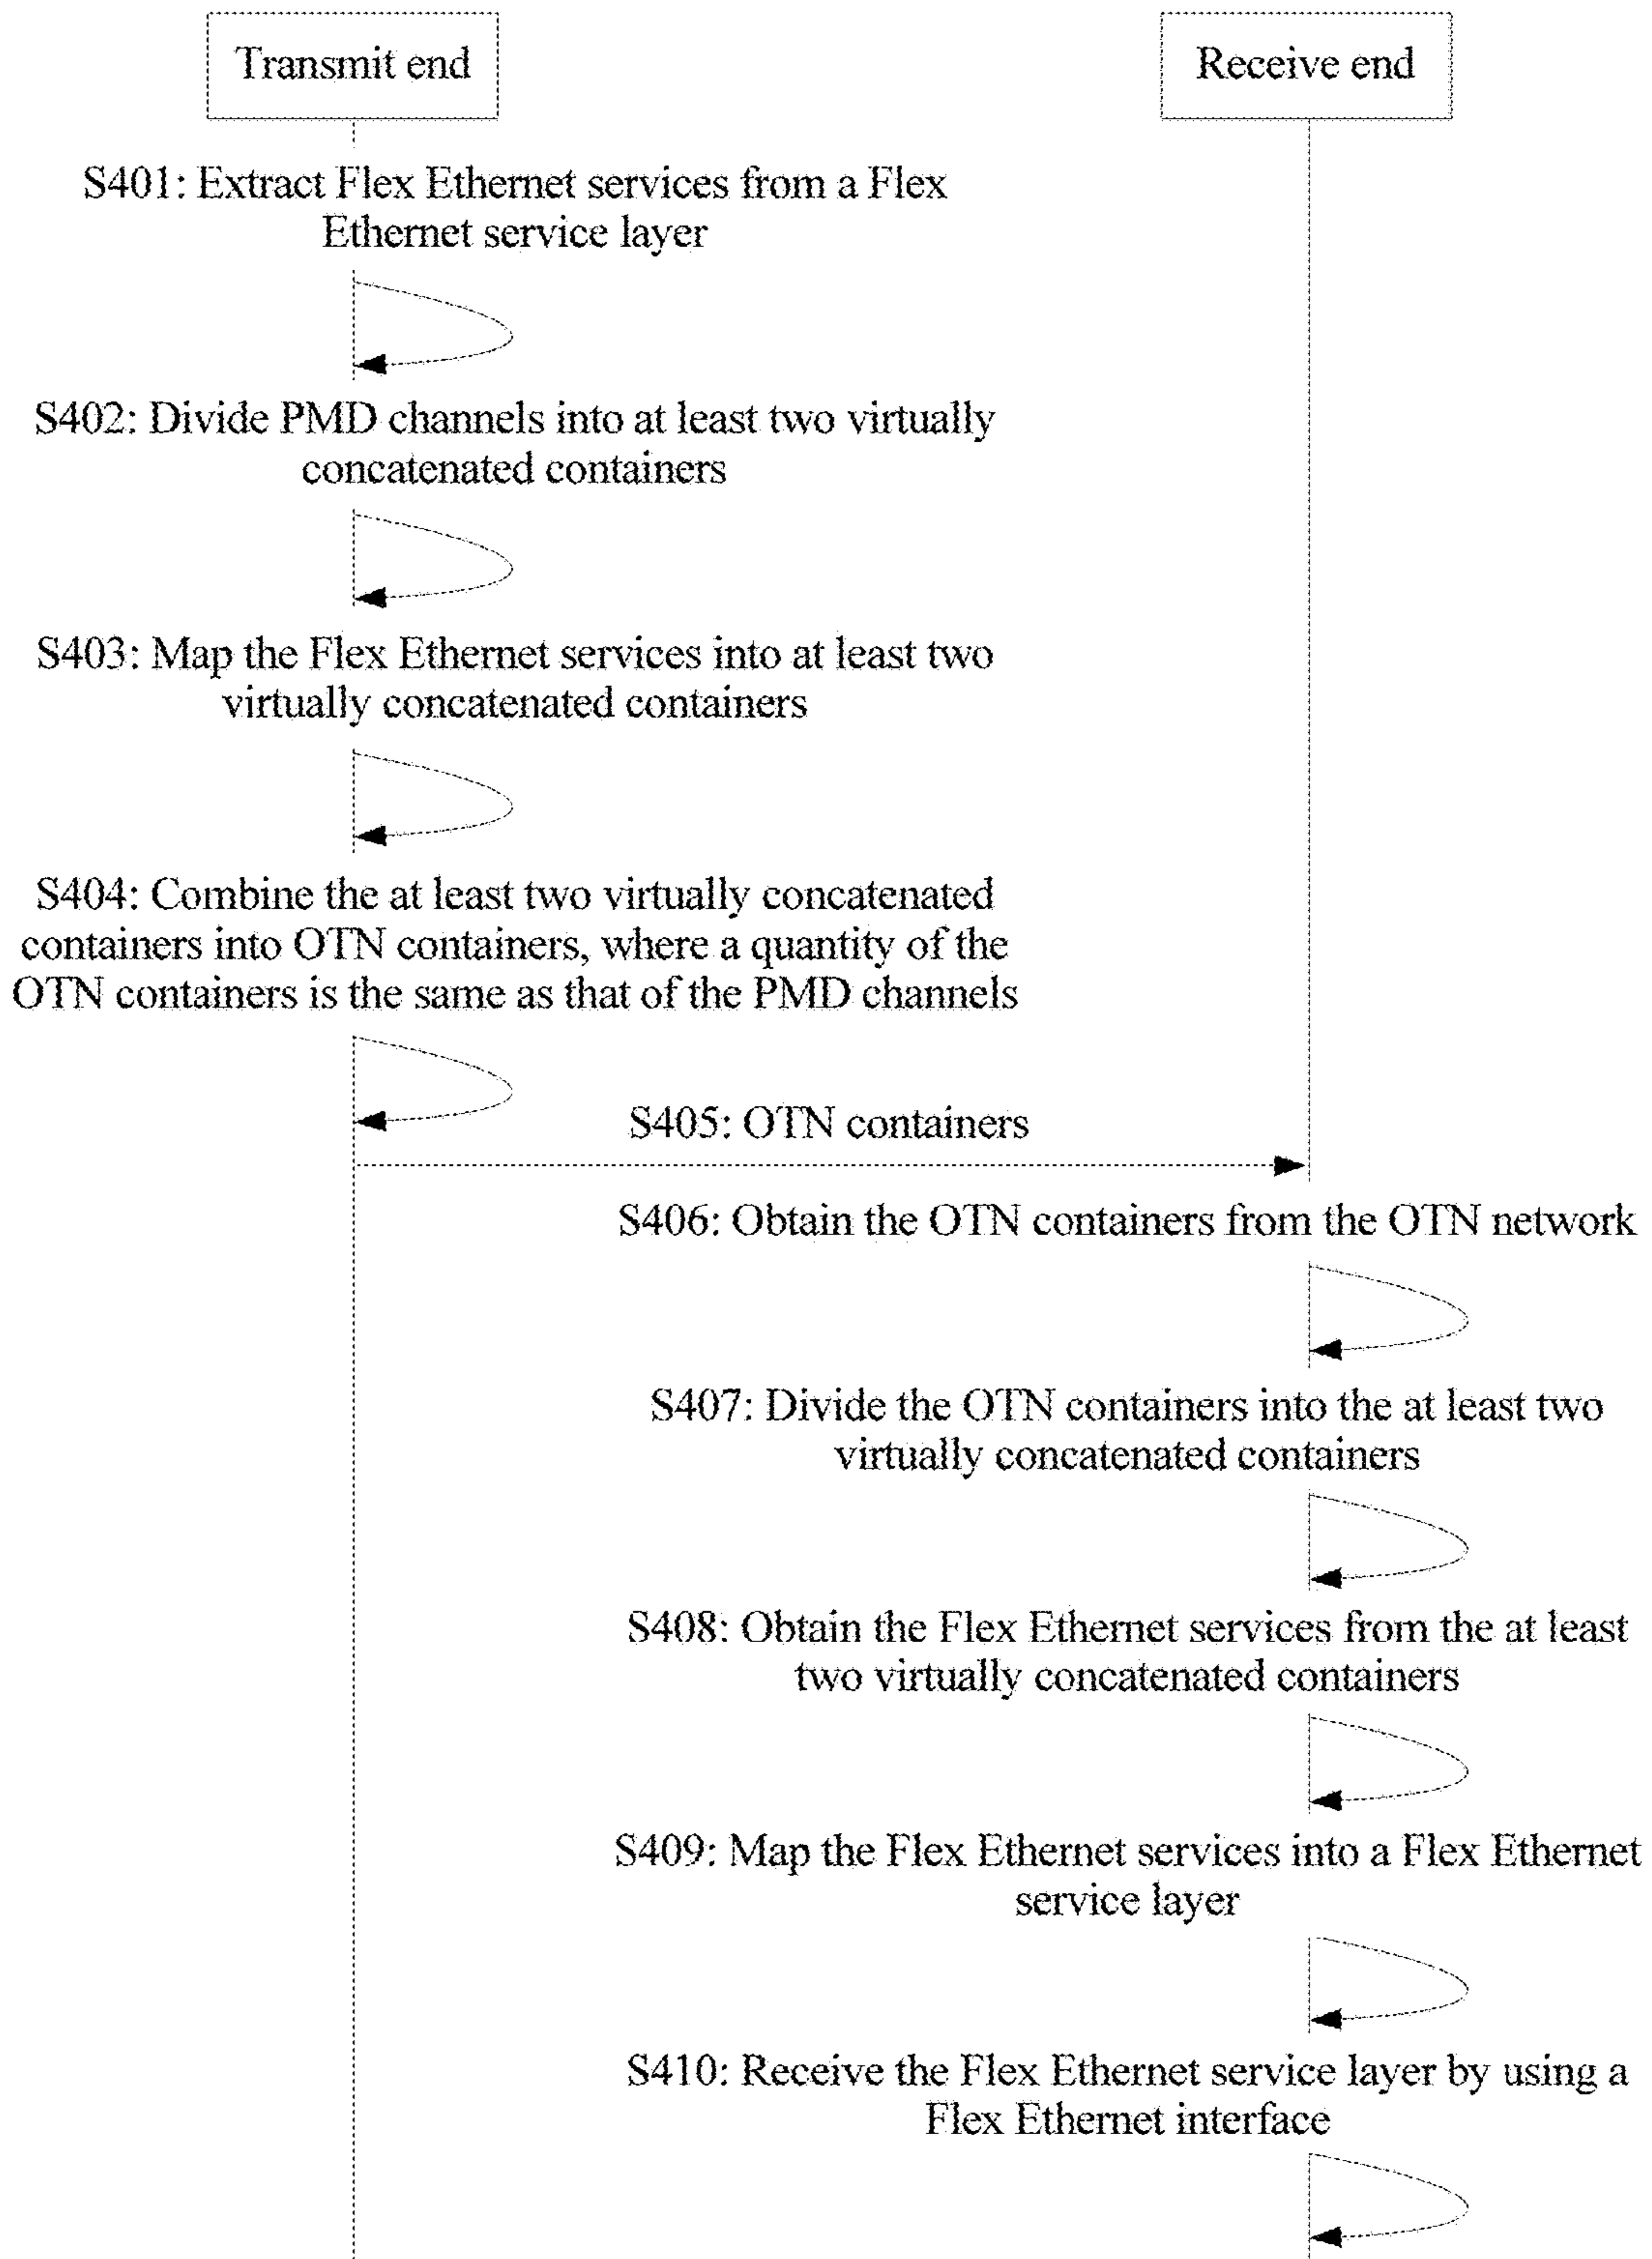 Transmit end
Receive end
S401: Extract Flex Ethernet services from a Flex
Ethernet service layer
S402: Divide PMD channels into at least two virtually
concatenated containers
S403: Map the Flex Ethernet services into at least two
virtually concatenated containers
S404: Combine the at least two virtually concatenated
containers into OTN containers, where a quantity of the
OTN containers is the same as that of the PMD channels
S405: OTN containers
S406: Obtain the OTN containers from the OTN network
S407: Divide the OTN containers into the at least two
virtually concatenated containers
S408: Obtain the Flex Ethernet services from the at least
two virtually concatenated containers
S409: Map the Flex Ethernet services into a Flex Ethernet
service layer
S410: Receive the Flex Ethernet service layer by using a
Flex Ethernet interface